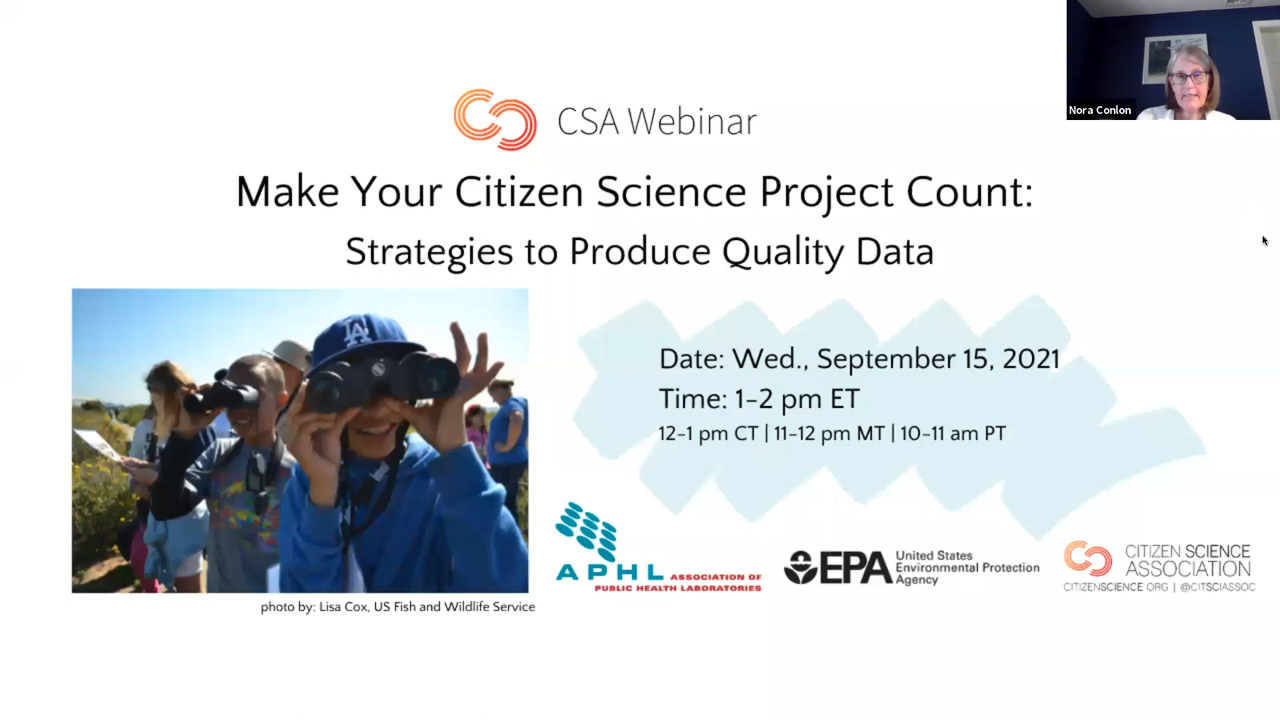 Nora Conlon
CSA Webinar
Make Your Citizen Science Project Count:
Strategies to Produce Quality Data
LA
Date: Wed., September 15, 2021
Time: 1-2 pm ET
12-1 pm CT | 11-12 pm MT | 10-11 am PT
photo by: Lisa Cox, US Fish and Wildlife Service
APHL ASSOCIATION OF
PUBLIC HEALTH LABORATORIES
EPA United States
Environmental Protection
Agency
CITIZEN SCIENCE
ASSOCIATION
CITIZENSCIENCE.ORG | @CITSCIASSOC